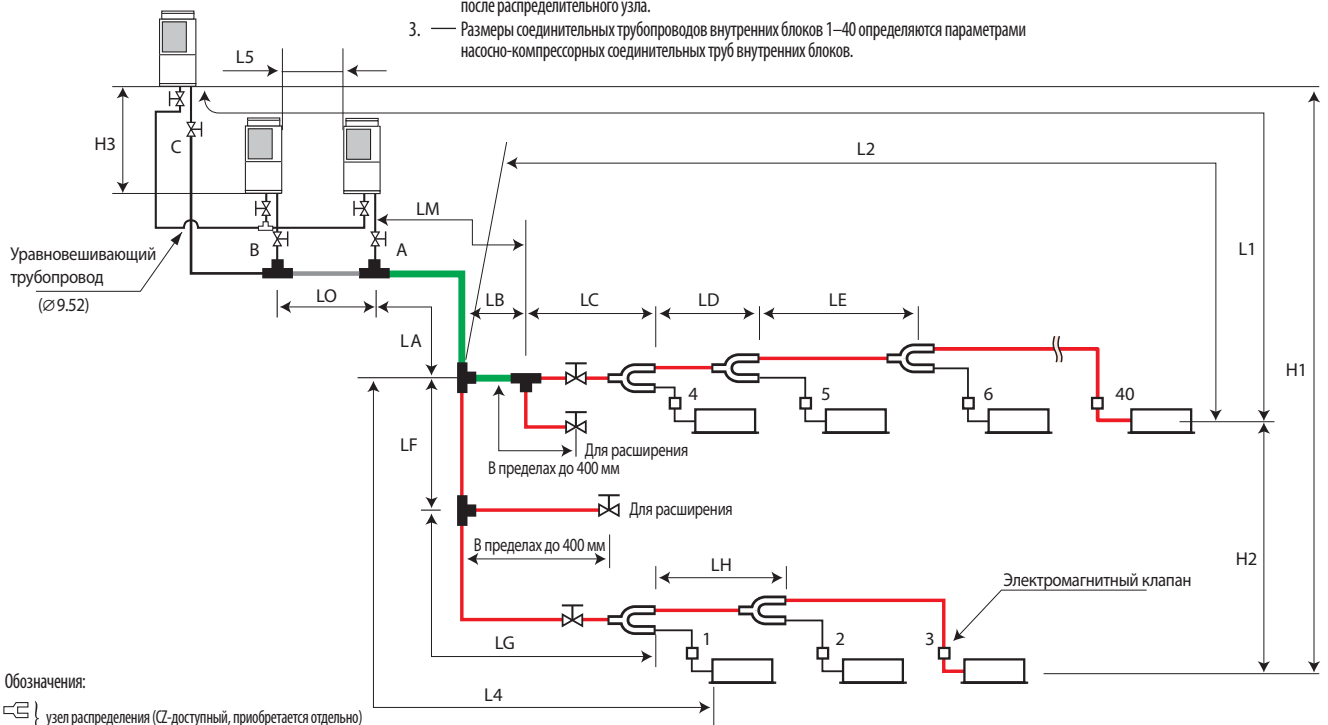 после распределительного узла.
3. — Размеры соединительных трубопроводов внутренних блоков 1–40 определяются параметрами
насосно-компрессорных соединительных труб внутренних блоков.
L5
H3
C
L2
LM
L1
Уравновешивающий
трубопровод
(∅9.52)
B
A
LO
LA
LB
LC
LD
LE
H1
4
5
6
40
LF
Для расширения
В пределах до 400 мм
Для расширения
В пределах до 400 мм
LH
H2
Электромагнитный клапан
LG
1
2
3
L4
Обозначения:
узел распределения (CZ-доступный, приобретается отдельно)